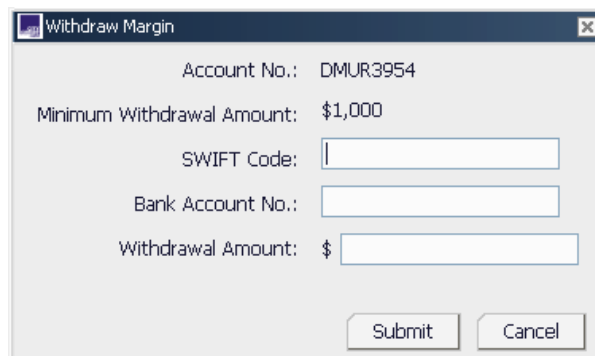 Withdraw Margin
Account No.: DMUR3954
Minimum Withdrawal Amount: $1,000
SWIFT Code:
Bank Account No.:
Withdrawal Amount: $
Submit Cancel